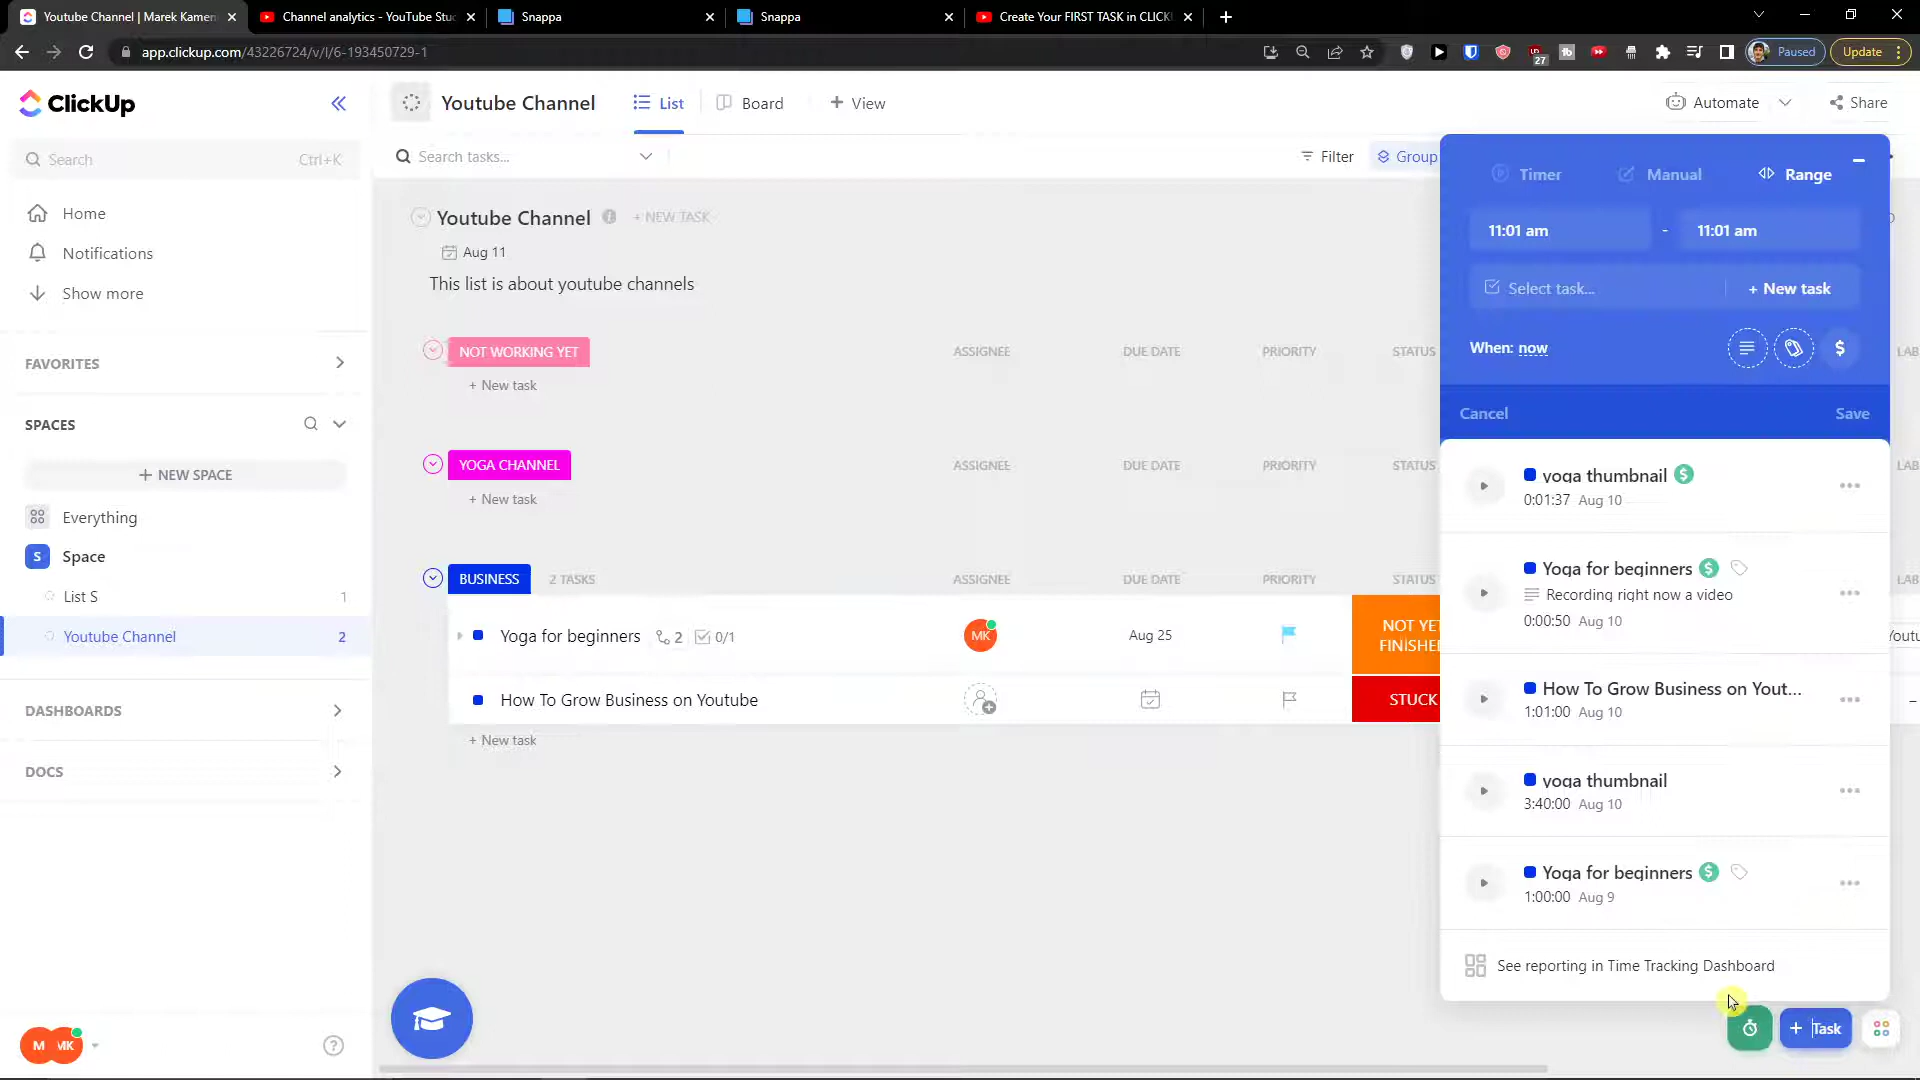 Youtube Channel | Marek Kamen
Channel analytics - YouTube Stud
Snappa
Snappa
Create Your FIRST TASK in CLICK
app.clickup.com/43226724/v/l/6-193450729-1
27
Paused
Update
ClickUp
Youtube Channel
List
Board
+ View
Automate
Share
Search
Ctrl+K
Search tasks...
Filter
Group
Home
Notifications
Show more
FAVORITES
SPACES
+ NEW SPACE
Everything
S Space
List S 1
Youtube Channel 2
DASHBOARDS
DOCS
M MK
?
Youtube Channel + NEW TASK
Aug 11
This list is about youtube channels
NOT WORKING YET ASSIGNEE DUE DATE PRIORITY STATUS LAB
+ New task
YOGA CHANNEL ASSIGNEE DUE DATE PRIORITY STATUS LAB
+ New task
BUSINESS 2 TASKS ASSIGNEE DUE DATE PRIORITY STATUS LAB
Yoga for beginners 2 0/1 MK Aug 25 NOT YET
FINISHED
Youtu
How To Grow Business on Youtube STUCK –
+ New task
Timer Manual Range
11:01 am - 11:01 am
Select task... + New task
When: now $
Cancel Save
yoga thumbnail $
0:01:37 Aug 10
Yoga for beginners $
Recording right now a video
0:00:50 Aug 10
How To Grow Business on Yout...
1:01:00 Aug 10
yoga thumbnail
3:40:00 Aug 10
Yoga for beginners $
1:00:00 Aug 9
See reporting in Time Tracking Dashboard
+ Task